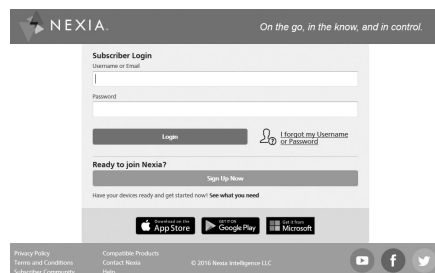 NEXIA
On the go, in the know, and in control.
Subscriber Login
Username or Email
Password
Login
I forgot my Username
or Password
Ready to join Nexia?
Sign Up Now
Have your devices ready and get started now! See what you need
Download on the
App Store
GET IT ON
Google Play
Get it from
Microsoft
Privacy Policy
Terms and Conditions
Subscriber Community
Compatible Products
Contact Nexia
Help
© 2016 Nexia Intelligence LLC